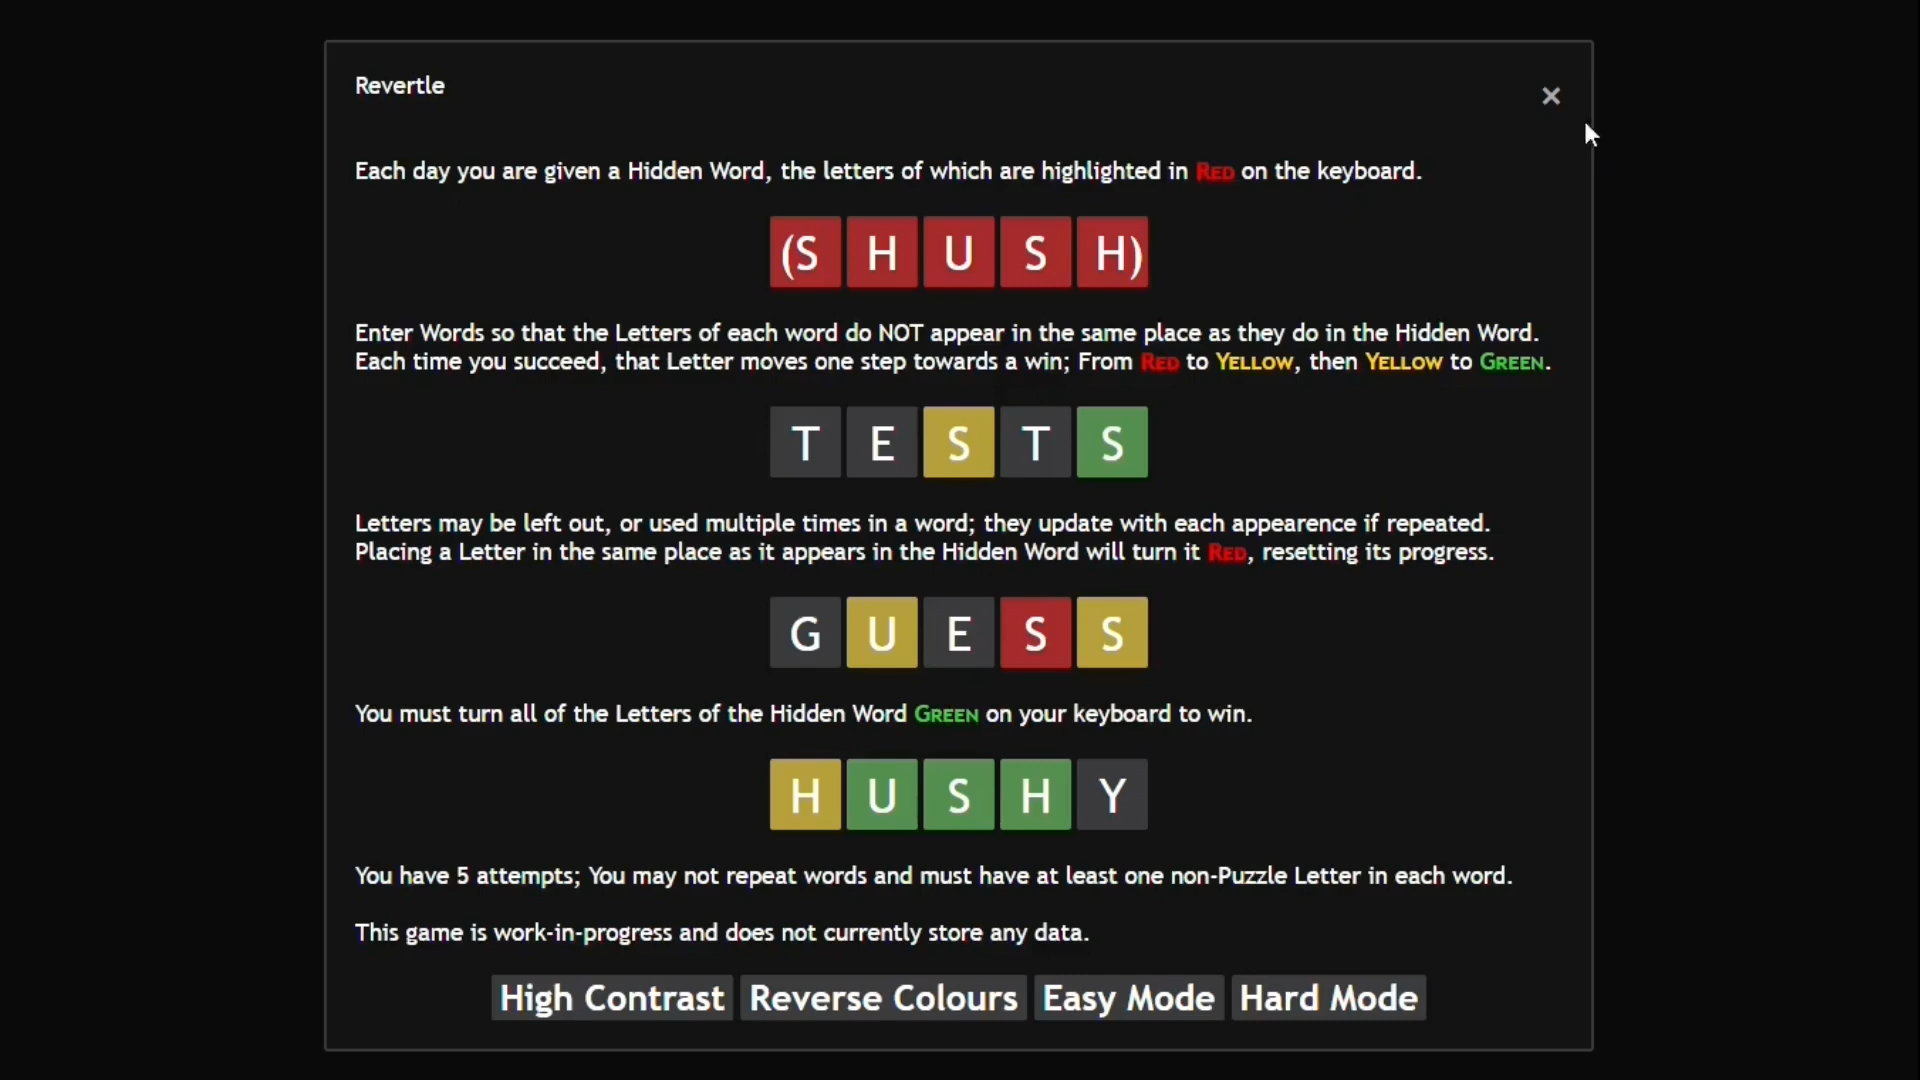 Revertle
×
Each day you are given a Hidden Word, the letters of which are highlighted in RED on the keyboard.
(S H U S H)
Enter Words so that the Letters of each word do NOT appear in the same place as they do in the Hidden Word.
Each time you succeed, that Letter moves one step towards a win; From RED to YELLOW, then YELLOW to GREEN.
T E S T S
Letters may be left out, or used multiple times in a word; they update with each appearence if repeated.
Placing a Letter in the same place as it appears in the Hidden Word will turn it RED, resetting its progress.
G U E S S
You must turn all of the Letters of the Hidden Word GREEN on your keyboard to win.
H U S H Y
You have 5 attempts; You may not repeat words and must have at least one non-Puzzle Letter in each word.
This game is work-in-progress and does not currently store any data.
High Contrast Reverse Colours Easy Mode Hard Mode